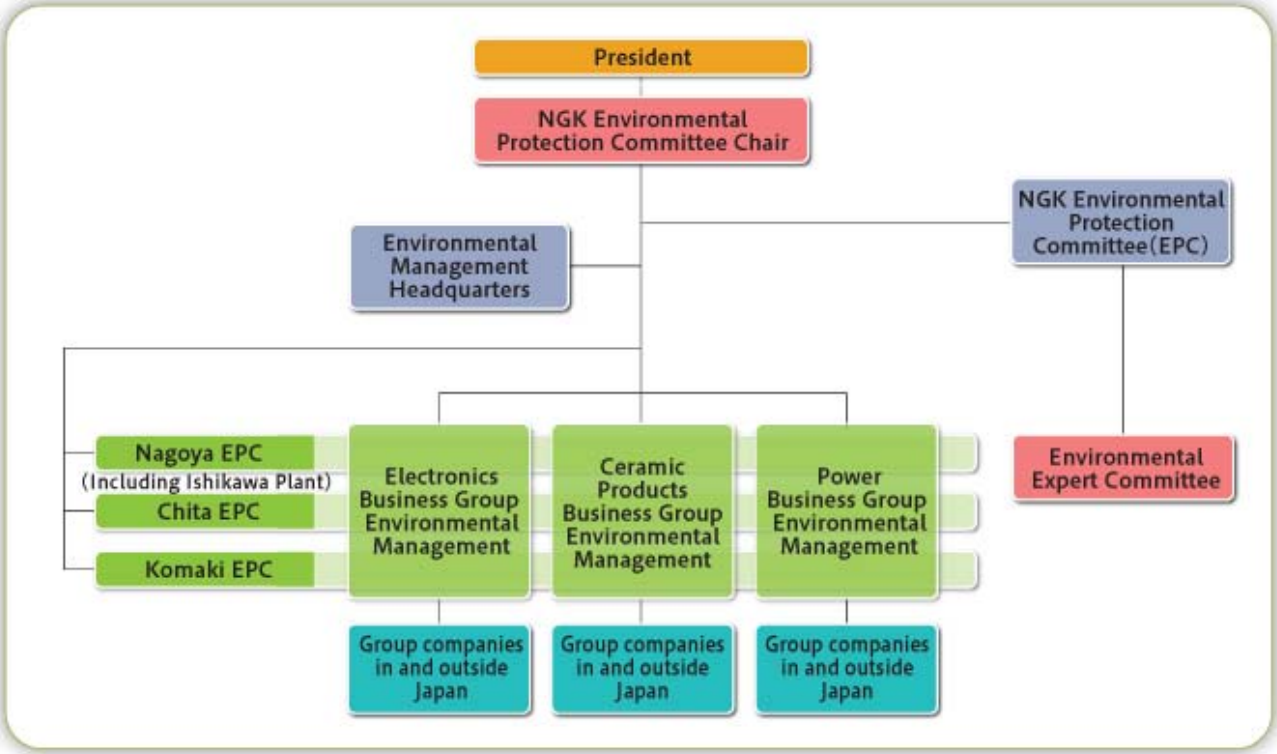 President
NGK Environmental
Protection Committee Chair
NGK Environmental
Protection
Committee(EPC)
Environmental
Management
Headquarters
Nagoya EPC
(Including Ishikawa Plant)
Chita EPC
Komaki EPC
Electronics
Business Group
Environmental
Management
Ceramic
Products
Business Group
Environmental
Management
Power
Business Group
Environmental
Management
Environmental
Expert Committee
Group companies
in and outside
Japan
Group companies
in and outside
Japan
Group companies
in and outside
Japan